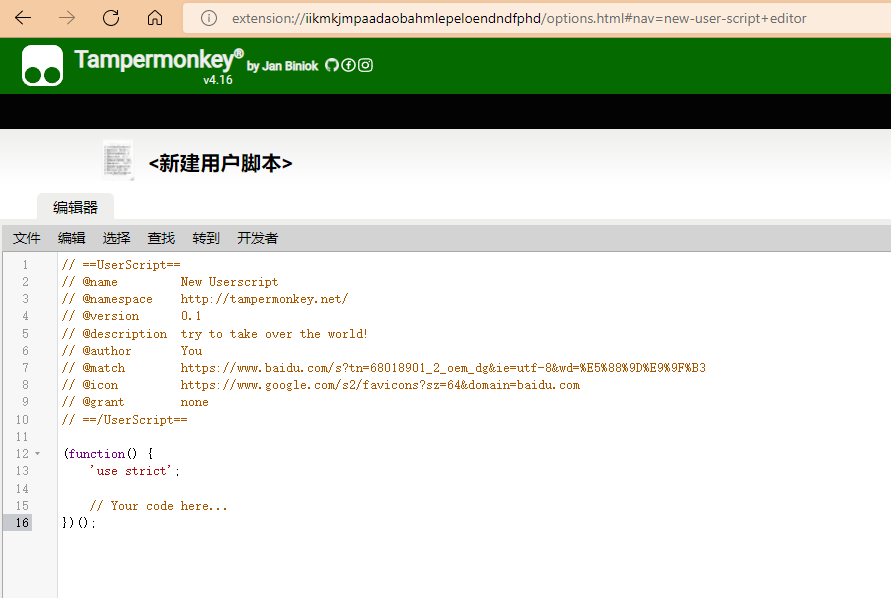 extension://iikmkjmpaadaobahmlepeloendndfphd/options.html#nav=new-user-script+editor
Tampermonkey® by Jan Biniok
v4.16
<新建用户脚本>
编辑器
文件 编辑 选择 查找 转到 开发者
1 // ==UserScript==
2 // @name New Userscript
3 // @namespace http://tampermonkey.net/
4 // @version 0.1
5 // @description try to take over the world!
6 // @author You
7 // @match https://www.baidu.com/s?tn=68018901_2_oem_dg&ie=utf-8&wd=%E5%88%9D%E9%9F%B3
8 // @icon https://www.google.com/s2/favicons?sz=64&domain=baidu.com
9 // @grant none
10 // ==/UserScript==
11
12 (function() {
13 'use strict';
14
15 // Your code here...
16 })();